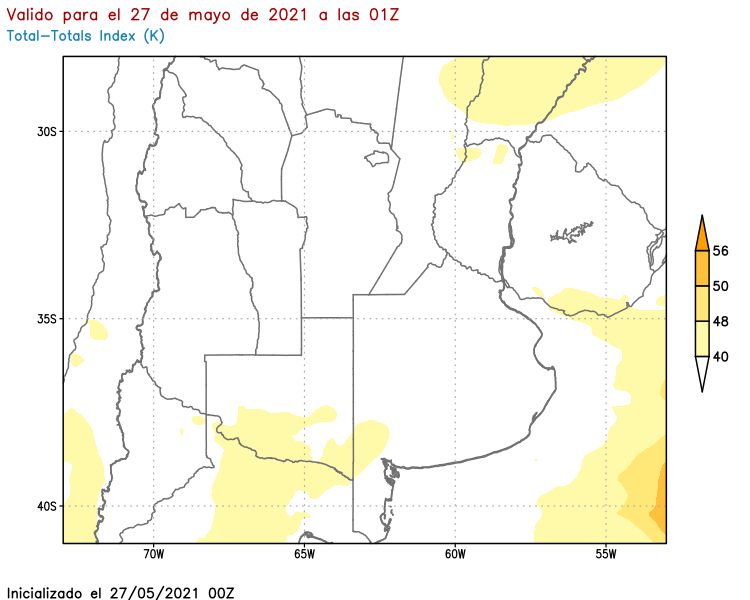 Valido para el 27 de mayo de 2021 a las 01Z
Total-Totals Index (K)
30S
35S
40S
70W
65W
60W
55W
56
50
48
40
Inicializado el 27/05/2021 00Z